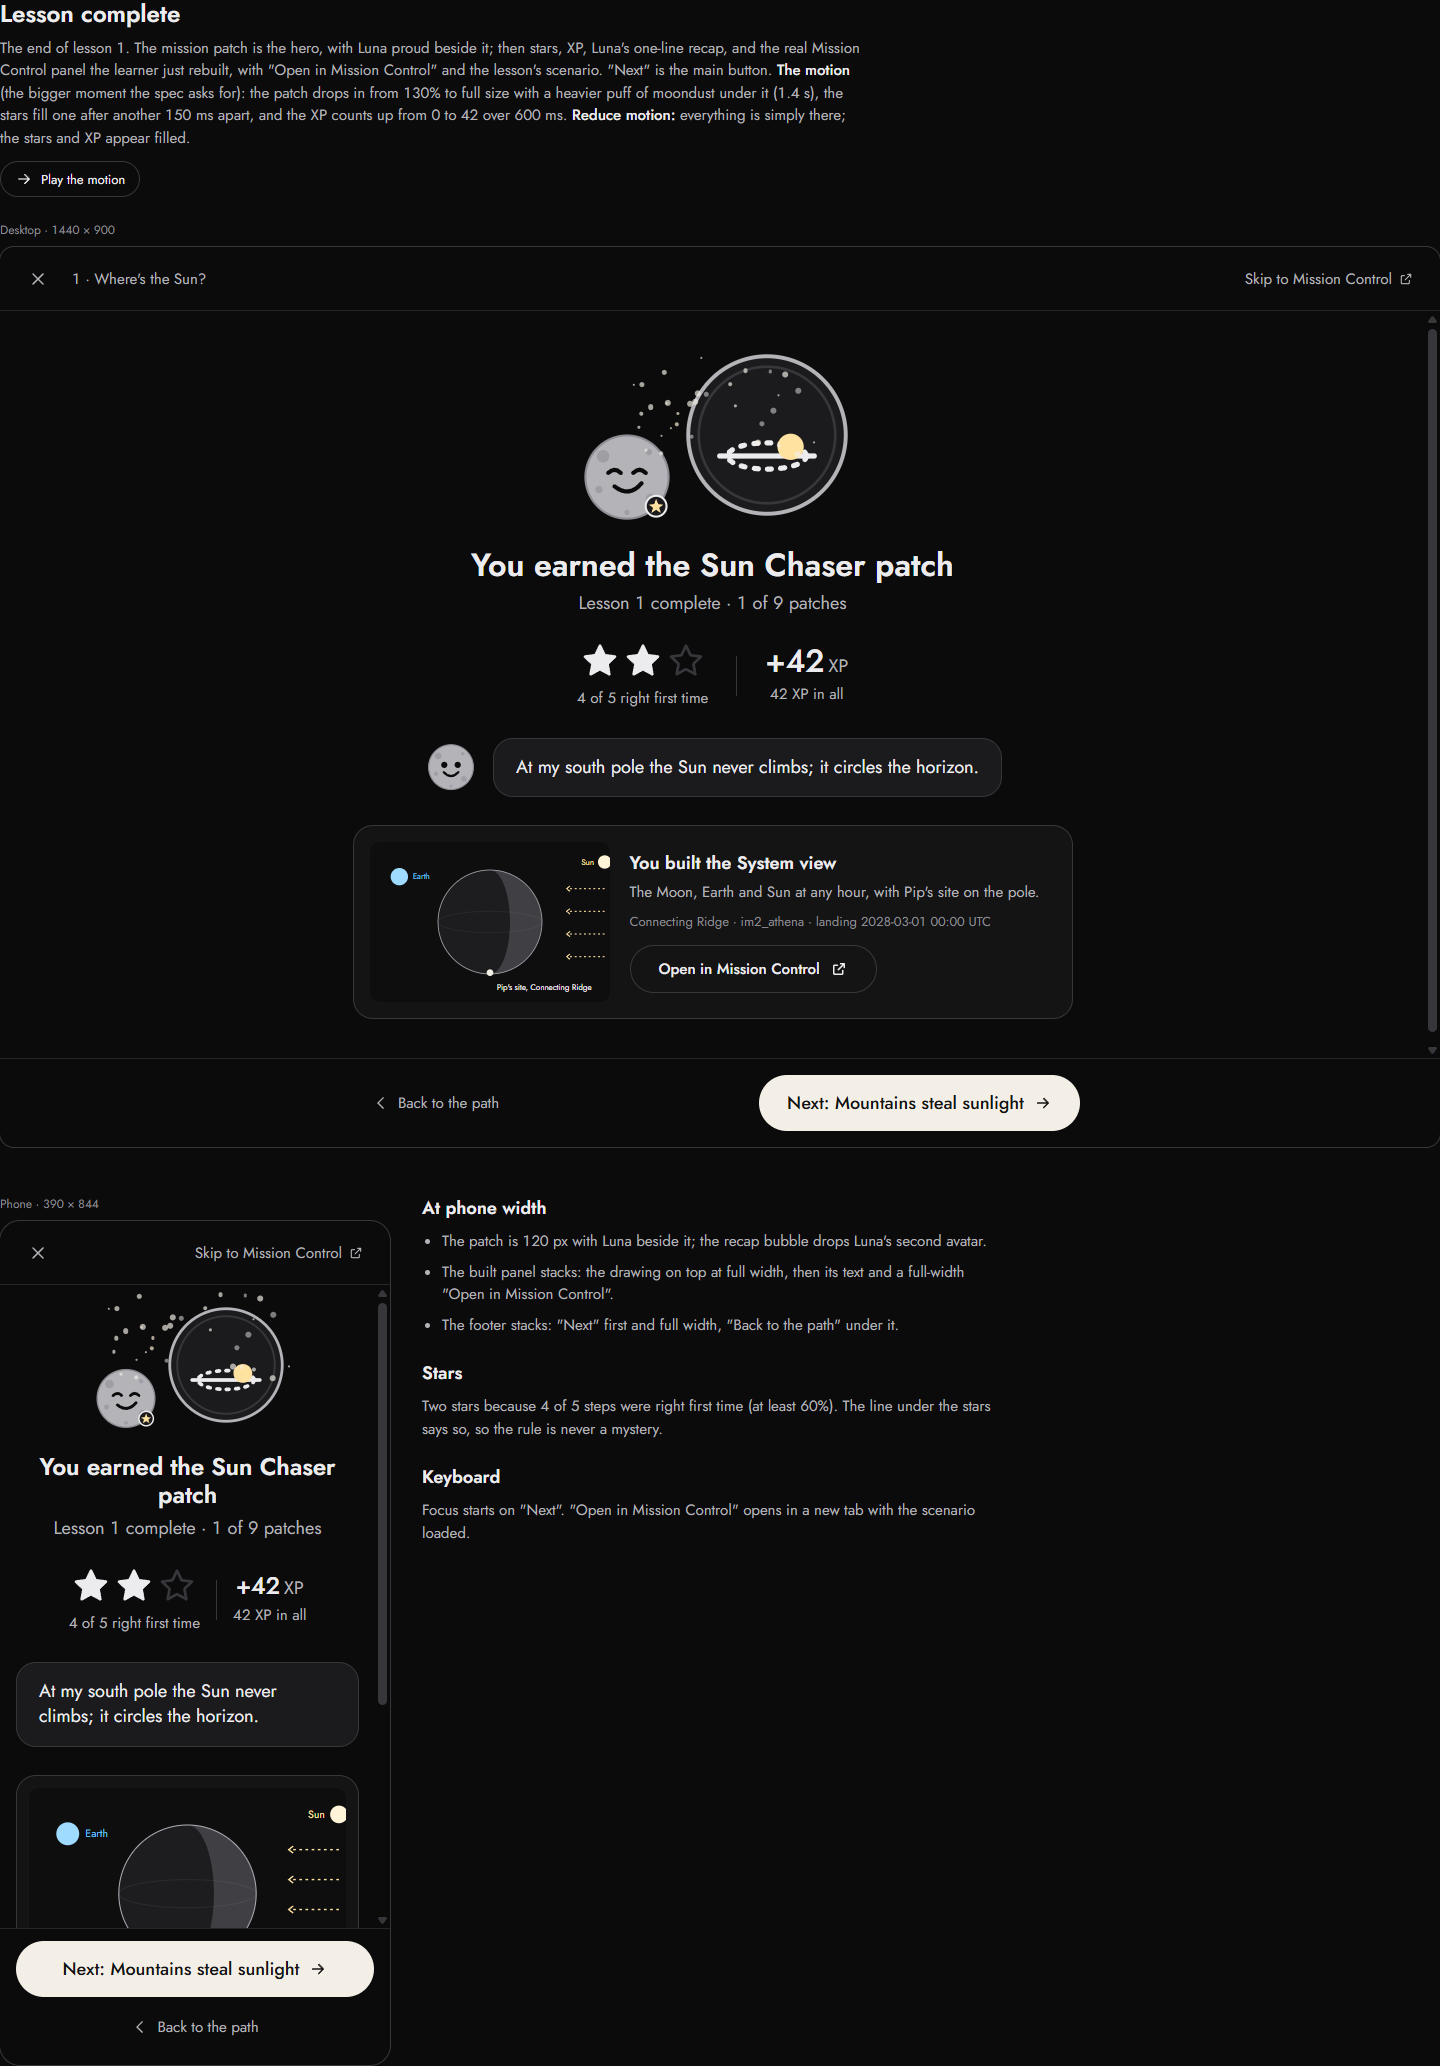 Lesson complete
The end of lesson 1. The mission patch is the hero, with Luna proud beside it; then stars, XP, Luna's one-line recap, and the real Mission
Control panel the learner just rebuilt, with "Open in Mission Control" and the lesson's scenario. "Next" is the main button. The motion
(the bigger moment the spec asks for): the patch drops in from 130% to full size with a heavier puff of moondust under it (1.4 s), the
stars fill one after another 150 ms apart, and the XP counts up from 0 to 42 over 600 ms. Reduce motion: everything is simply there;
the stars and XP appear filled.
Play the motion
Desktop · 1440 × 900
1 · Where's the Sun?
Skip to Mission Control
You earned the Sun Chaser patch
Lesson 1 complete · 1 of 9 patches
+42 XP
4 of 5 right first time
42 XP in all
At my south pole the Sun never climbs; it circles the horizon.
Sun
Earth
Pip's site, Connecting Ridge
You built the System view
The Moon, Earth and Sun at any hour, with Pip's site on the pole.
Connecting Ridge · im2_athena · landing 2028-03-01 00:00 UTC
Open in Mission Control
Back to the path
Next: Mountains steal sunlight
Phone · 390 × 844
Skip to Mission Control
You earned the Sun Chaser
patch
Lesson 1 complete · 1 of 9 patches
+42 XP
4 of 5 right first time
42 XP in all
At my south pole the Sun never
climbs; it circles the horizon.
Sun
Earth
Next: Mountains steal sunlight
Back to the path
At phone width
• The patch is 120 px with Luna beside it; the recap bubble drops Luna's second avatar.
• The built panel stacks: the drawing on top at full width, then its text and a full-width
"Open in Mission Control".
• The footer stacks: "Next" first and full width, "Back to the path" under it.
Stars
Two stars because 4 of 5 steps were right first time (at least 60%). The line under the stars
says so, so the rule is never a mystery.
Keyboard
Focus starts on "Next". "Open in Mission Control" opens in a new tab with the scenario
loaded.